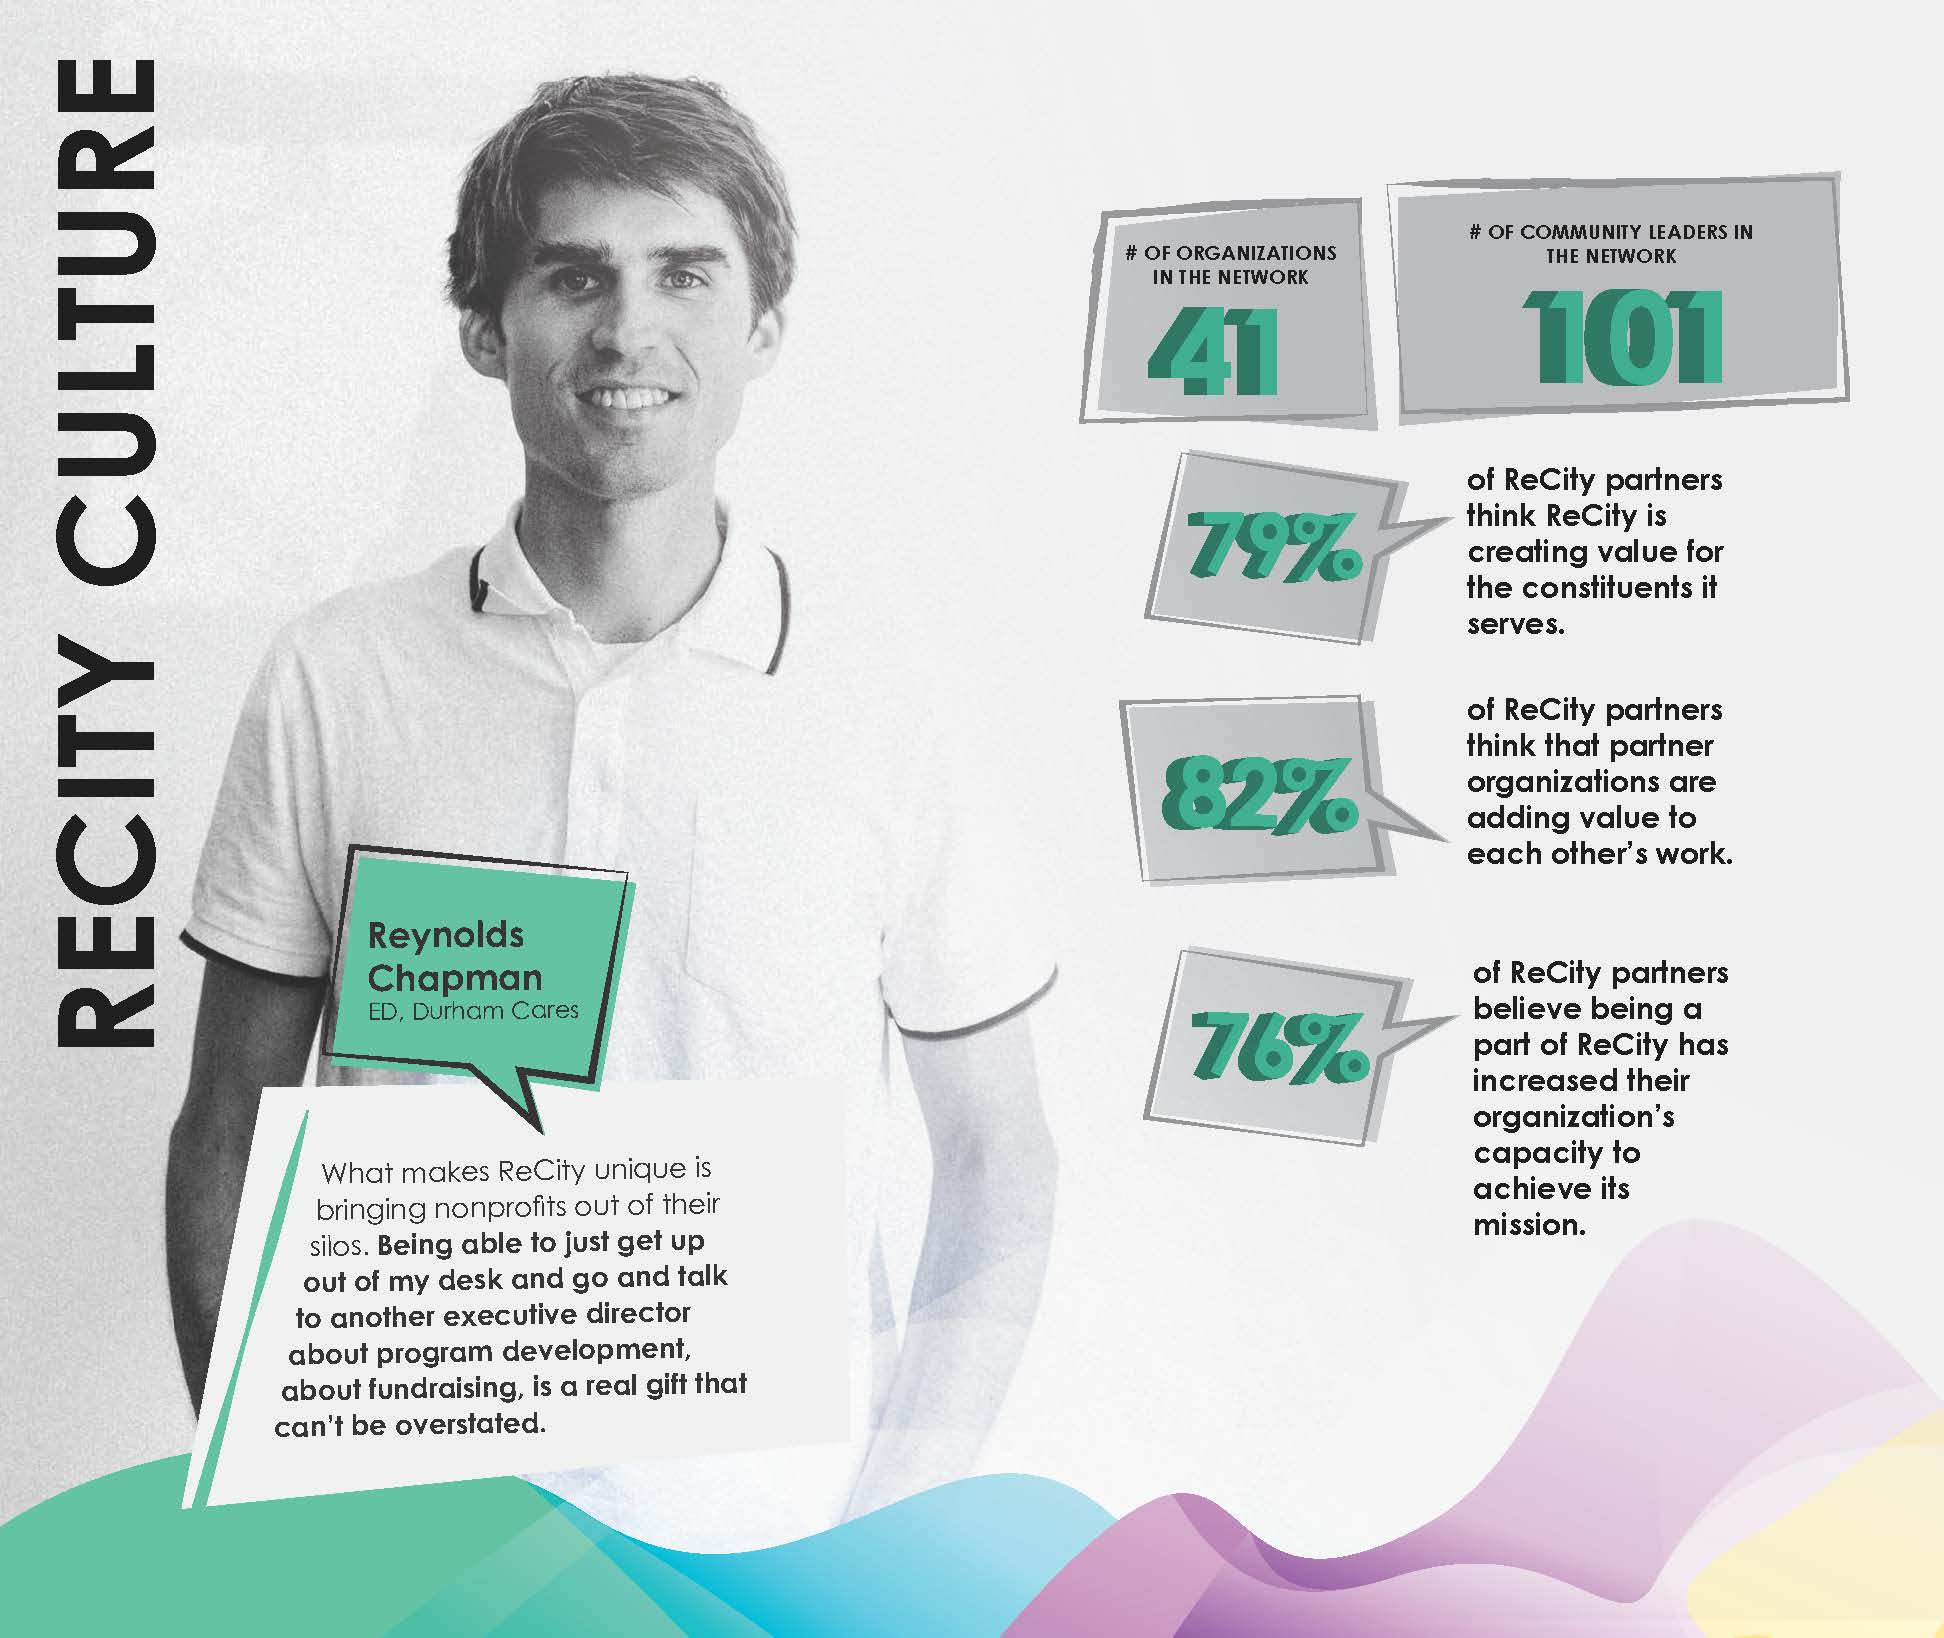 RECITY CULTURE
# OF ORGANIZATIONS
IN THE NETWORK
41
# OF COMMUNITY LEADERS IN
THE NETWORK
101
79%
of ReCity partners
think ReCity is
creating value for
the constituents it
serves.
82%
of ReCity partners
think that partner
organizations are
adding value to
each other's work.
76%
of ReCity partners
believe being a
part of ReCity has
increased their
organization's
capacity to
achieve its
mission.
Reynolds
Chapman
ED, Durham Cares
What makes ReCity unique is
bringing nonprofits out of their
silos. Being able to just get up
out of my desk and go and talk
to another executive director
about program development,
about fundraising, is a real gift that
can't be overstated.